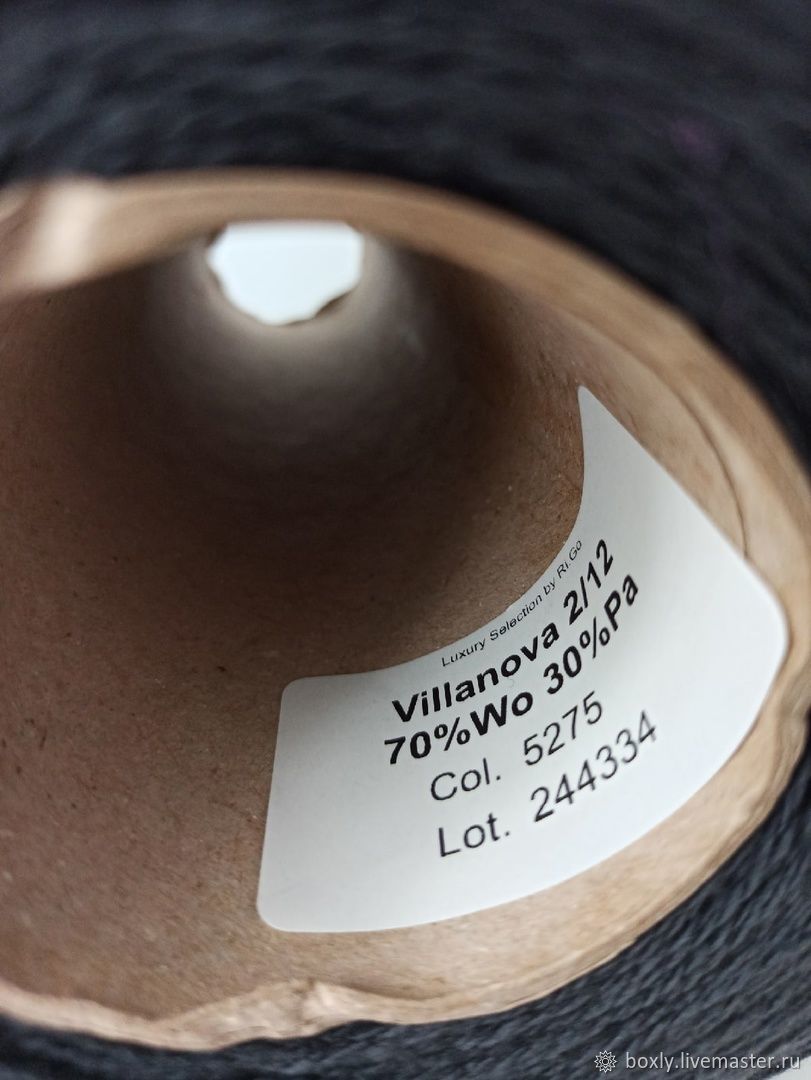 Luxury Selection by Ri.Go
Villanova 2/12
70%Wo 30%Pa
Col. 5275
Lot. 244334
boxly.livemaster.ru